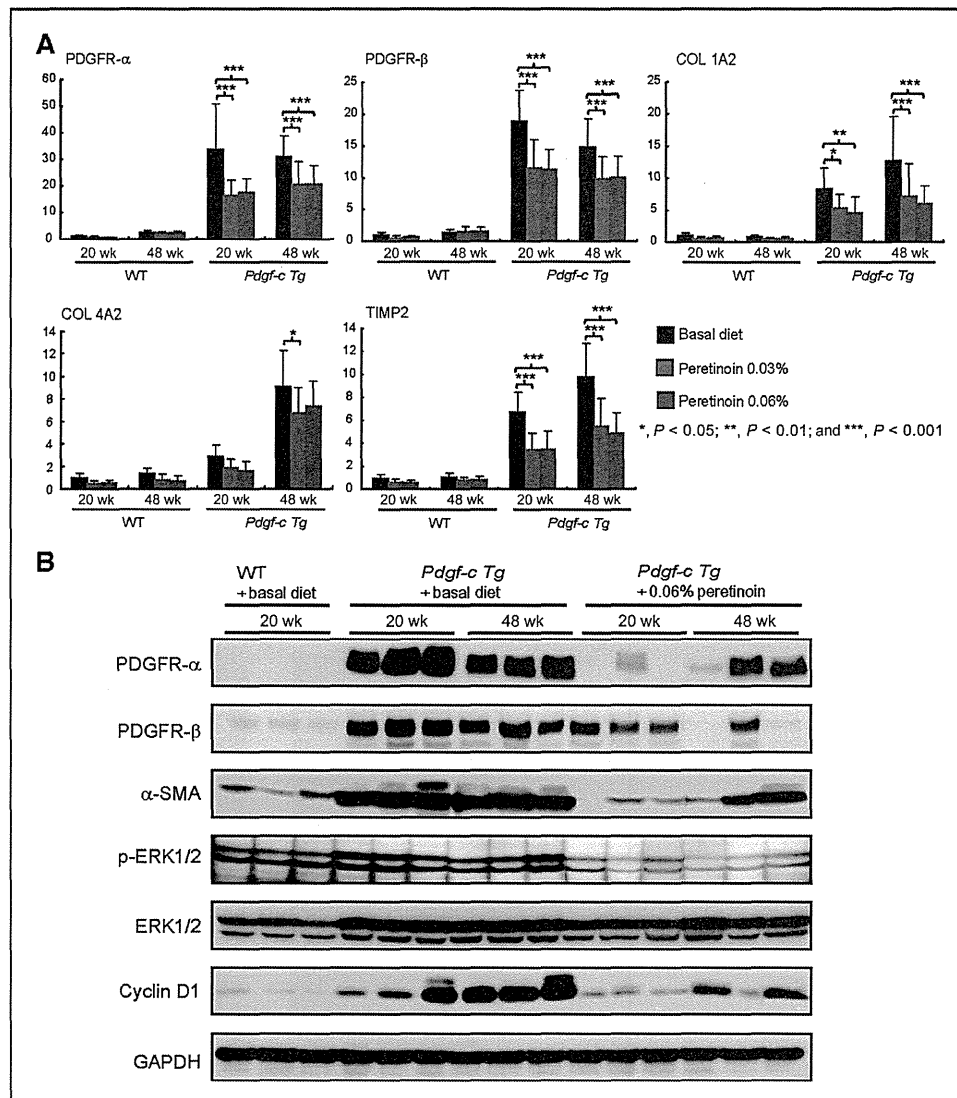 A
PDGFR-α
60
50
40
30
20
10
0
***
***
***
***
20 wk 48 wk 20 wk 48 wk
WT Pdgf-c Tg
PDGFR-β
25
20
15
10
5
0
***
***
***
***
20 wk 48 wk 20 wk 48 wk
WT Pdgf-c Tg
COL 1A2
25
20
15
10
5
0
**
*
***
***
20 wk 48 wk 20 wk 48 wk
WT Pdgf-c Tg
COL 4A2
14
12
10
8
6
4
2
0
*
20 wk 48 wk 20 wk 48 wk
WT Pdgf-c Tg
TIMP2
14
12
10
8
6
4
2
0
***
***
***
***
20 wk 48 wk 20 wk 48 wk
WT Pdgf-c Tg
Basal diet
Peretinoin 0.03%
Peretinoin 0.06%
*, P < 0.05; **, P < 0.01; and ***, P < 0.001
B
WT Pdgf-c Tg Pdgf-c Tg
+basal diet +basal diet +0.06% peretinoin
20 wk 20 wk 48 wk 20 wk 48 wk
PDGFR-α
PDGFR-β
α-SMA
p-ERK1/2
ERK1/2
Cyclin D1
GAPDH